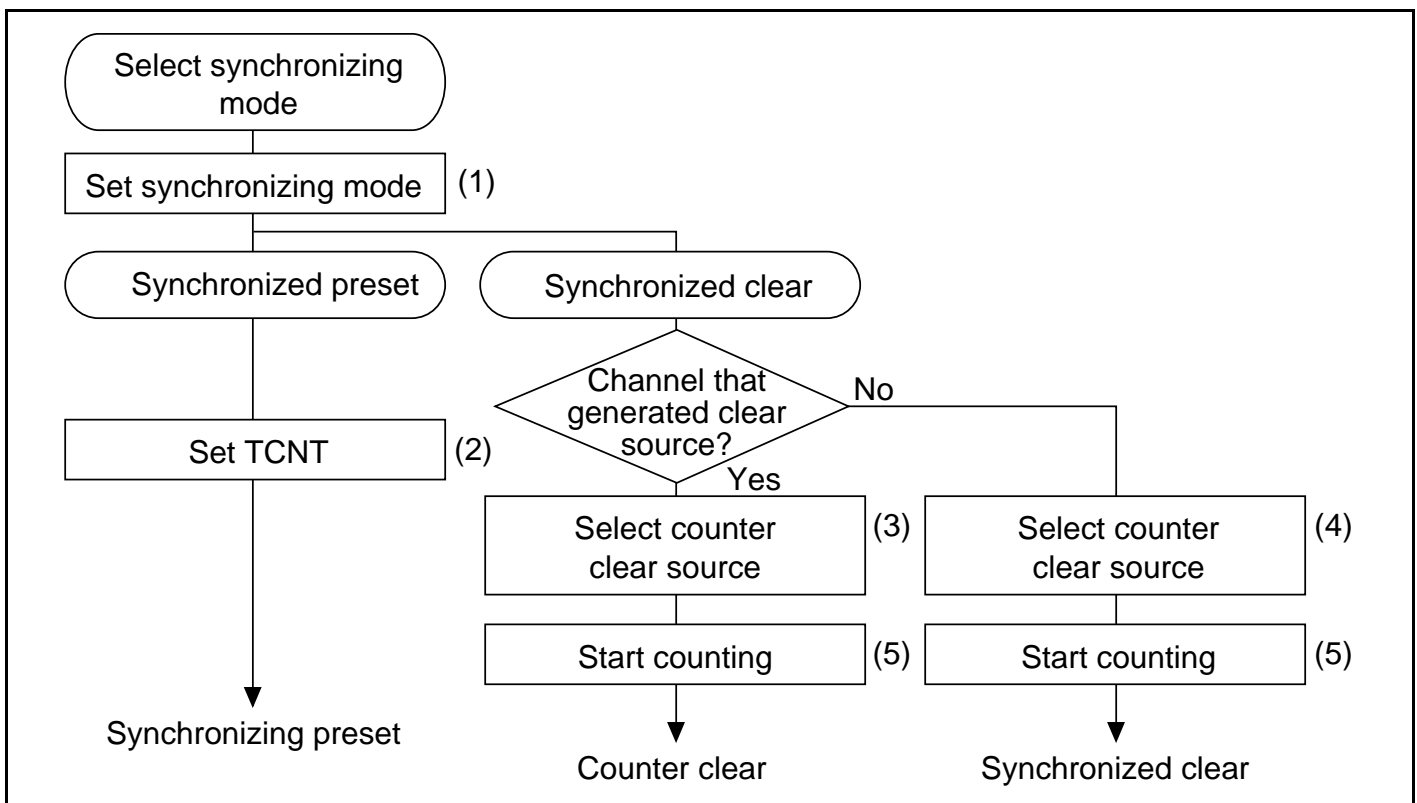 Select synchronizing
mode
Set synchronizing mode
(1)
Synchronized preset
Synchronized clear
Channel that
generated clear
source?
No
Yes
Set TCNT
(2)
Select counter
clear source
(3)
Select counter
clear source
(4)
Start counting
(5)
Start counting
(5)
Synchronizing preset
Counter clear
Synchronized clear